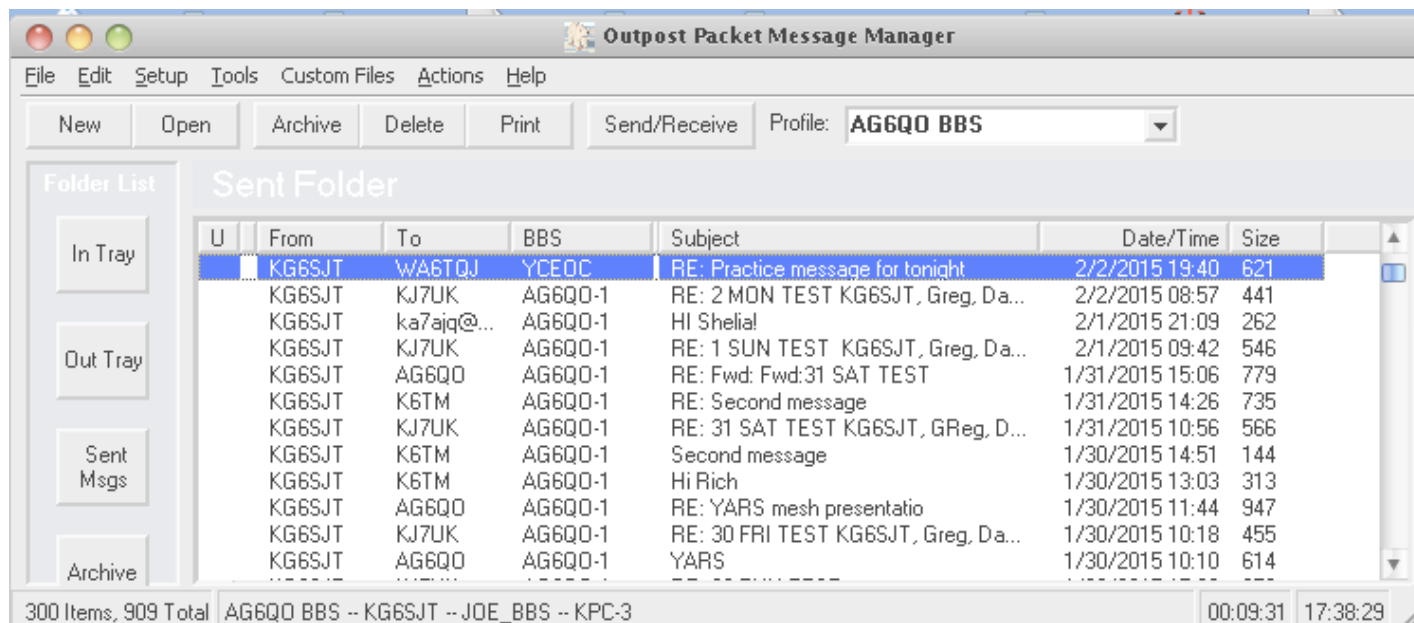 Outpost Packet Message Manager
File Edit Setup Tools Custom Files Actions Help
New Open Archive Delete Print Send/Receive Profile: AG6QO BBS
Folder List Sent Folder
In Tray
Out Tray
Sent Msgs
Archive
U From To BBS Subject Date/Time Size
KG6SJT WA6TQJ YCEOC RE: Practice message for tonight 2/2/2015 19:40 621
KG6SJT KJ7UK AG6QO-1 RE: 2 MON TEST KG6SJT, Greg, Da... 2/2/2015 08:57 441
KG6SJT ka7ajq@... AG6QO-1 HI Shelia! 2/1/2015 21:09 262
KG6SJT KJ7UK AG6QO-1 RE: 1 SUN TEST KG6SJT, Greg, Da... 2/1/2015 09:42 546
KG6SJT AG6QO AG6QO-1 RE: Fwd: Fwd:31 SAT TEST 1/31/2015 15:06 779
KG6SJT K6TM AG6QO-1 RE: Second message 1/31/2015 14:26 735
KG6SJT KJ7UK AG6QO-1 RE: 31 SAT TEST KG6SJT, GReg, D... 1/31/2015 10:56 566
KG6SJT K6TM AG6QO-1 Second message 1/30/2015 14:51 144
KG6SJT K6TM AG6QO-1 Hi Rich 1/30/2015 13:03 313
KG6SJT AG6QO AG6QO-1 RE: YARS mesh presentatio 1/30/2015 11:44 947
KG6SJT KJ7UK AG6QO-1 RE: 30 FRI TEST KG6SJT, Greg, Da... 1/30/2015 10:18 455
KG6SJT AG6QO AG6QO-1 YARS 1/30/2015 10:10 614
300 Items, 909 Total AG6QO BBS -- KG6SJT -- JOE_BBS -- KPC-3 00:09:31 17:38:29